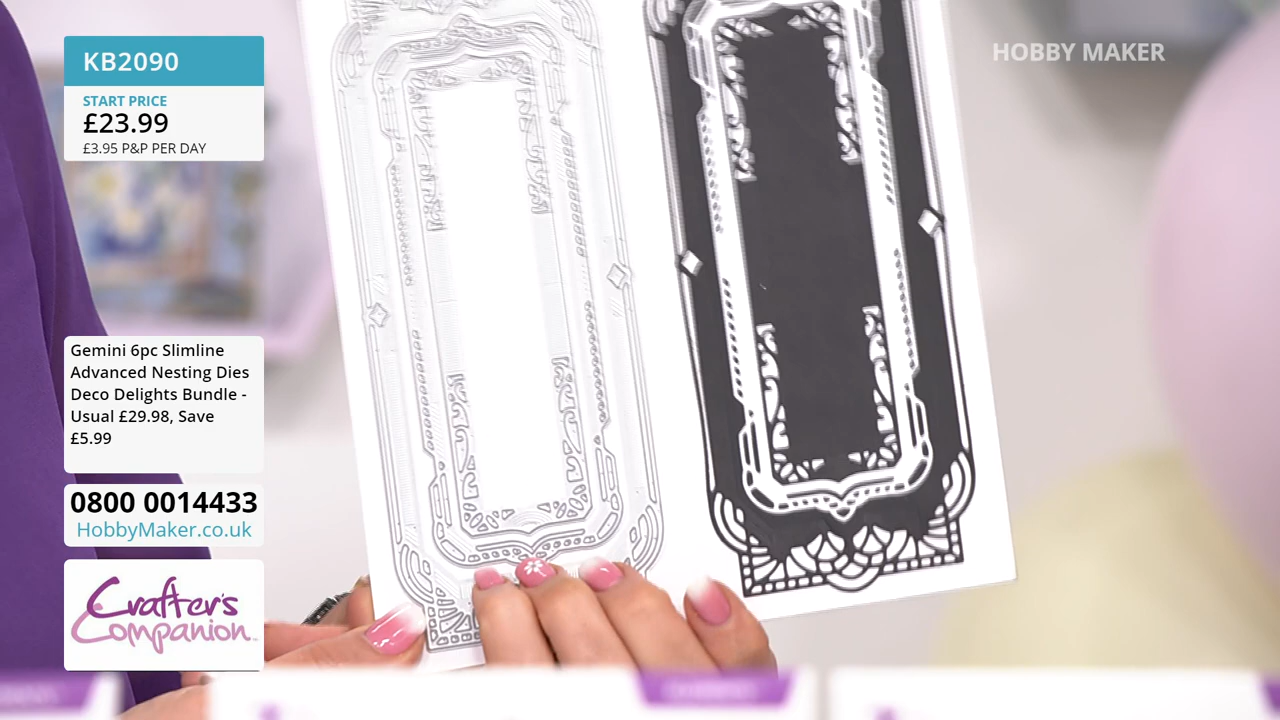 KB2090
START PRICE
£23.99
£3.95 P&P PER DAY
HOBBY MAKER
Gemini 6pc Slimline
Advanced Nesting Dies
Deco Delights Bundle -
Usual £29.98, Save
£5.99
0800 0014433
HobbyMaker.co.uk
Crafter's
Companion